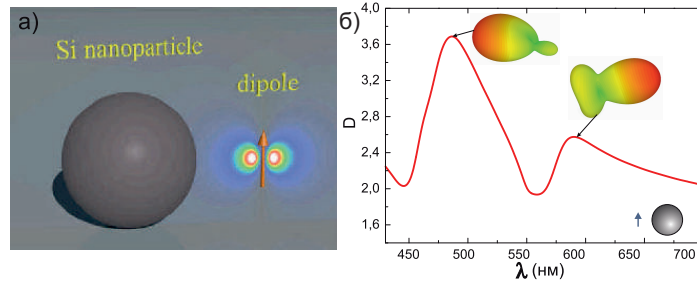 а)
Si nanoparticle
dipole
б)
4,0
3,6
3,2
2,8
2,4
2,0
1,6
D
450
500
550
600
650
700
λ (нм)